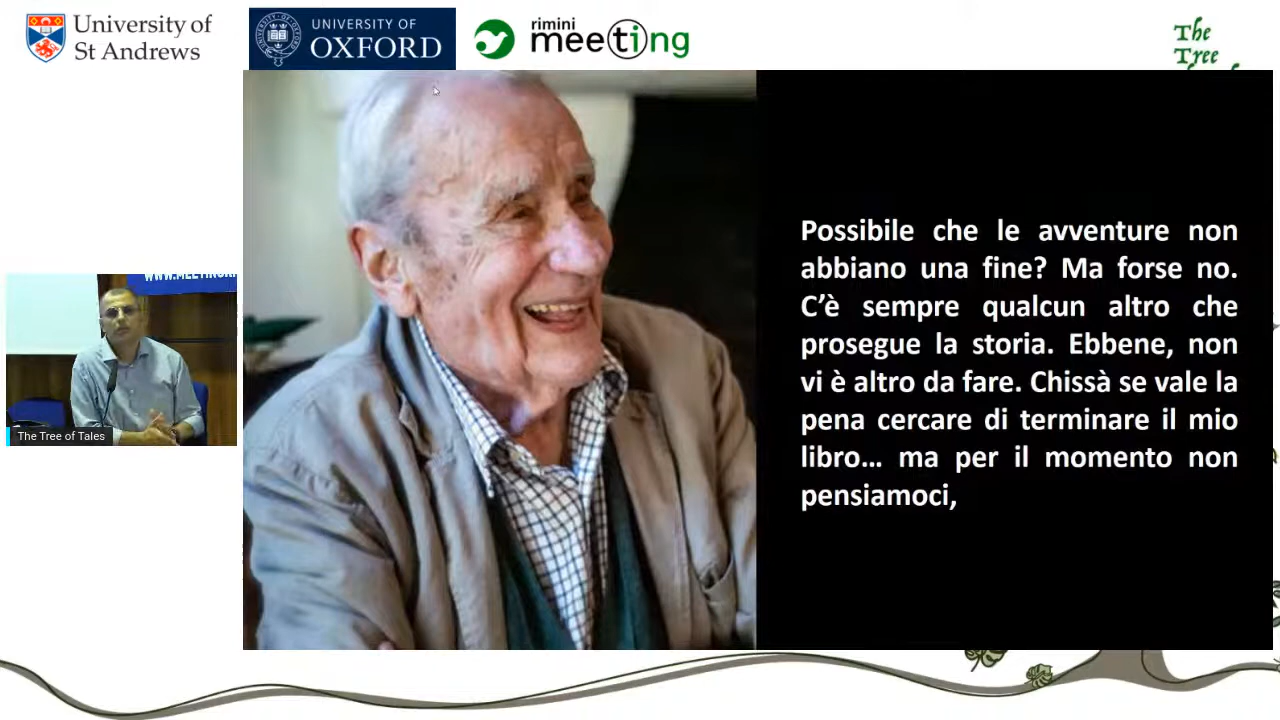 University of
St Andrews
UNIVERSITY OF
OXFORD
rimini
meeting
The
Tree
Possibile che le avventure non
abbiano una fine? Ma forse no.
C’è sempre qualcun altro che
prosegue la storia. Ebbene, non
vi è altro da fare. Chissà se vale la
pena cercare di terminare il mio
libro... ma per il momento non
pensiamoci,
The Tree of Tales